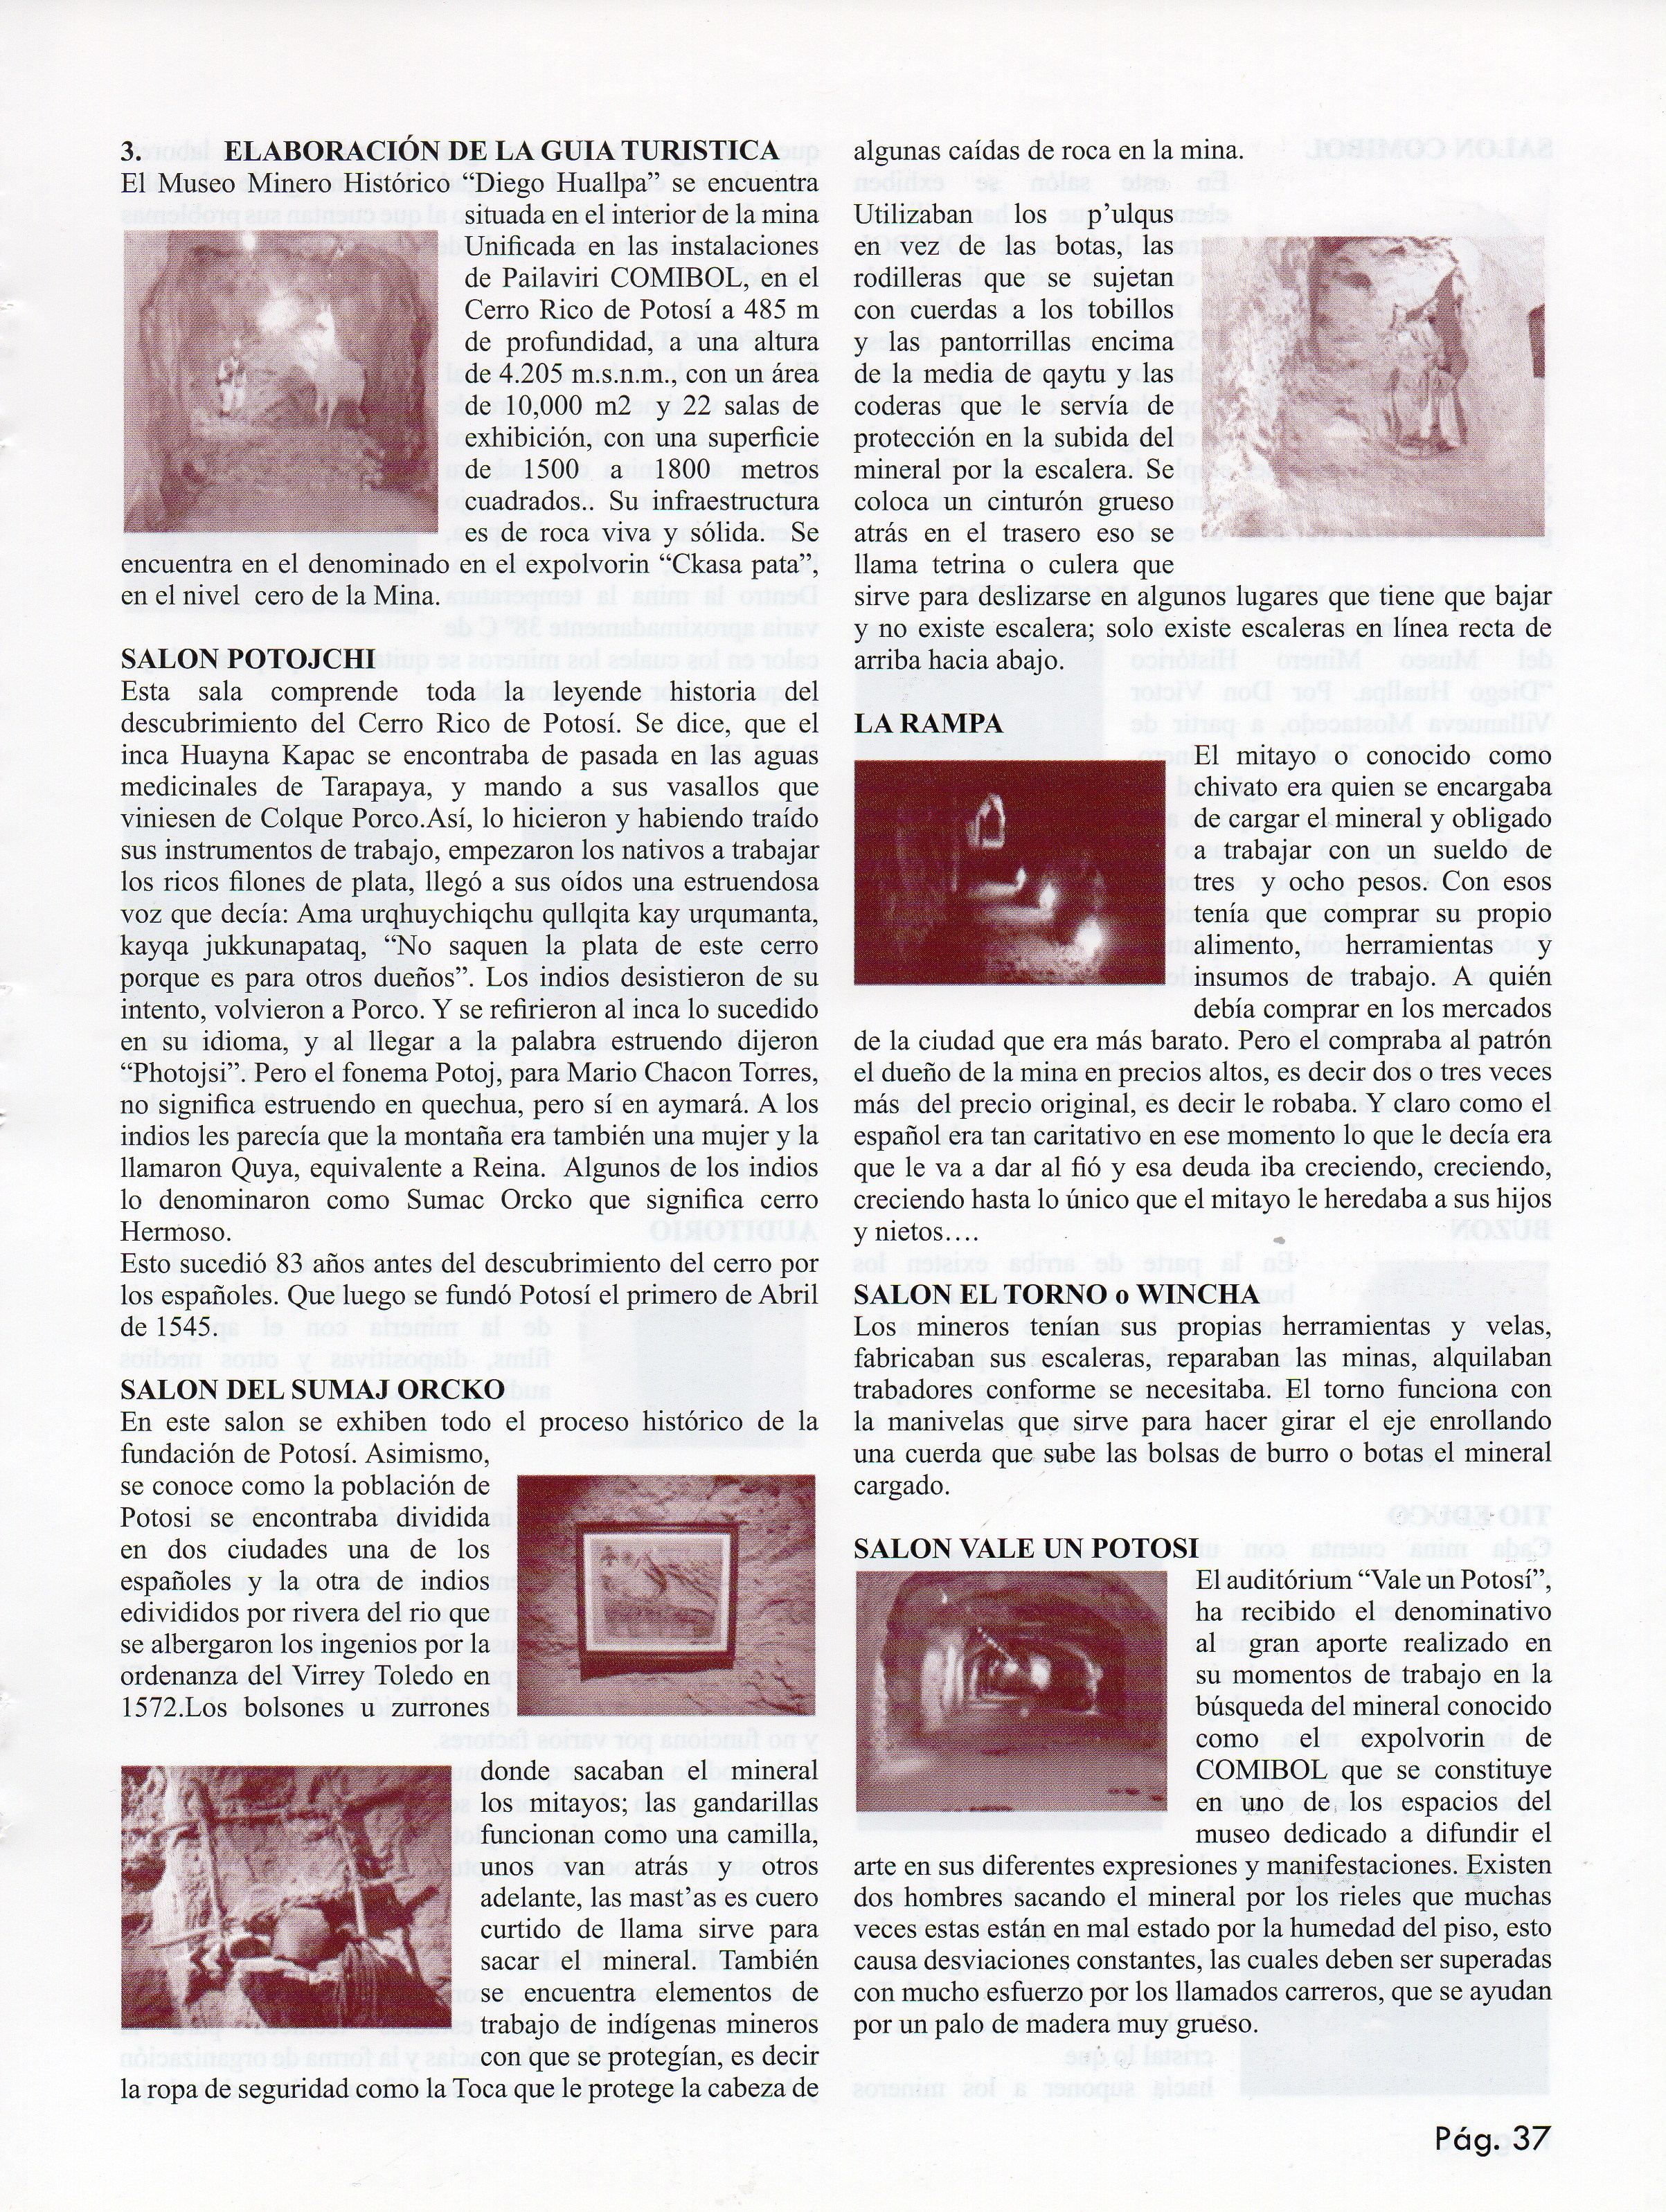 3. ELABORACIÓN DE LA GUIA TURISTICA
El Museo Minero Histórico “Diego Huallpa” se encuentra
situada en el interior de la mina
Unificada en las instalaciones
de Pailaviri COMIBOL, en el
Cerro Rico de Potosí a 485 m
de profundidad, a una altura
de 4.205 m.s.n.m., con un área
de 10,000 m2 y 22 salas de
exhibición, con una superficie
de 1500 a 1800 metros
cuadrados.. Su infraestructura
es de roca viva y sólida. Se
encuentra en el denominado en el expolvorin “Ckasa pata”,
en el nivel cero de la Mina.
SALON POTOJCHI
Esta sala comprende toda la leyende historia del
descubrimiento del Cerro Rico de Potosí. Se dice, que el
inca Huayna Kapac se encontraba de pasada en las aguas
medicinales de Tarapaya, y mando a sus vasallos que
viniesen de Colque Porco.Así, lo hicieron y habiendo traído
sus instrumentos de trabajo, empezaron los nativos a trabajar
los ricos filones de plata, llegó a sus oídos una estruendosa
voz que decía: Ama urqhuychiqchu qullqita kay urqumanta,
kayqa jukkunapataq, “No saquen la plata de este cerro
porque es para otros dueños”. Los indios desistieron de su
intento, volvieron a Porco. Y se refirieron al inca lo sucedido
en su idioma, y al llegar a la palabra estruendo dijeron
“Photojsi”. Pero el fonema Potoj, para Mario Chacon Torres,
no significa estruendo en quechua, pero sí en aymará. A los
indios les parecía que la montaña era también una mujer y la
llamaron Quya, equivalente a Reina. Algunos de los indios
lo denominaron como Sumac Orcko que significa cerro
Hermoso.
Esto sucedió 83 años antes del descubrimiento del cerro por
los españoles. Que luego se fundó Potosí el primero de Abril
de 1545.
SALON DEL SUMAJ ORCKO
En este salon se exhiben todo el proceso histórico de la
fundación de Potosí. Asimismo,
se conoce como la población de
Potosi se encontraba dividida
en dos ciudades una de los
españoles y la otra de indios
edivididos por rivera del rio que
se albergaron los ingenios por la
ordenanza del Virrey Toledo en
1572.Los bolsones u zurrones
donde sacaban el mineral
los mitayos; las gandarillas
funcionan como una camilla,
unos van atrás y otros
adelante, las mast’as es cuero
curtido de llama sirve para
sacar el mineral. También
se encuentra elementos de
trabajo de indígenas mineros
con que se protegían, es decir
la ropa de seguridad como la Toca que le protege la cabeza de
algunas caídas de roca en la mina.
Utilizaban los p’ulqus
en vez de las botas, las
rodilleras que se sujetan
con cuerdas a los tobillos
y las pantorrillas encima
de la media de qaytu y las
coderas que le servía de
protección en la subida del
mineral por la escalera. Se
coloca un cinturón grueso
atrás en el trasero eso se
llama tetrina o culera que
sirve para deslizarse en algunos lugares que tiene que bajar
y no existe escalera; solo existe escaleras en línea recta de
arriba hacia abajo.
LA RAMPA
El mitayo o conocido como
chivato era quien se encargaba
de cargar el mineral y obligado
a trabajar con un sueldo de
tres y ocho pesos. Con esos
tenía que comprar su propio
alimento, herramientas y
insumos de trabajo. A quién
debía comprar en los mercados
de la ciudad que era más barato. Pero el compraba al patrón
el dueño de la mina en precios altos, es decir dos o tres veces
más del precio original, es decir le robaba. Y claro como el
español era tan caritativo en ese momento lo que le decía era
que le va a dar al fió y esa deuda iba creciendo, creciendo,
creciendo hasta lo único que el mitayo le heredaba a sus hijos
y nietos….
SALON EL TORNO o WINCHA
Los mineros tenían sus propias herramientas y velas,
fabricaban sus escaleras, reparaban las minas, alquilaban
trabadores conforme se necesitaba. El torno funciona con
la manivelas que sirve para hacer girar el eje enrollando
una cuerda que sube las bolsas de burro o botas el mineral
cargado.
SALON VALE UN POTOSI
El auditórium “Vale un Potosí”,
ha recibido el denominativo
al gran aporte realizado en
su momentos de trabajo en la
búsqueda del mineral conocido
como el expolvorin de
COMIBOL que se constituye
en uno de los espacios del
museo dedicado a difundir el
arte en sus diferentes expresiones y manifestaciones. Existen
dos hombres sacando el mineral por los rieles que muchas
veces estas están en mal estado por la humedad del piso, esto
causa desviaciones constantes, las cuales deben ser superadas
con mucho esfuerzo por los llamados carreros, que se ayudan
por un palo de madera muy grueso.
Pág. 37